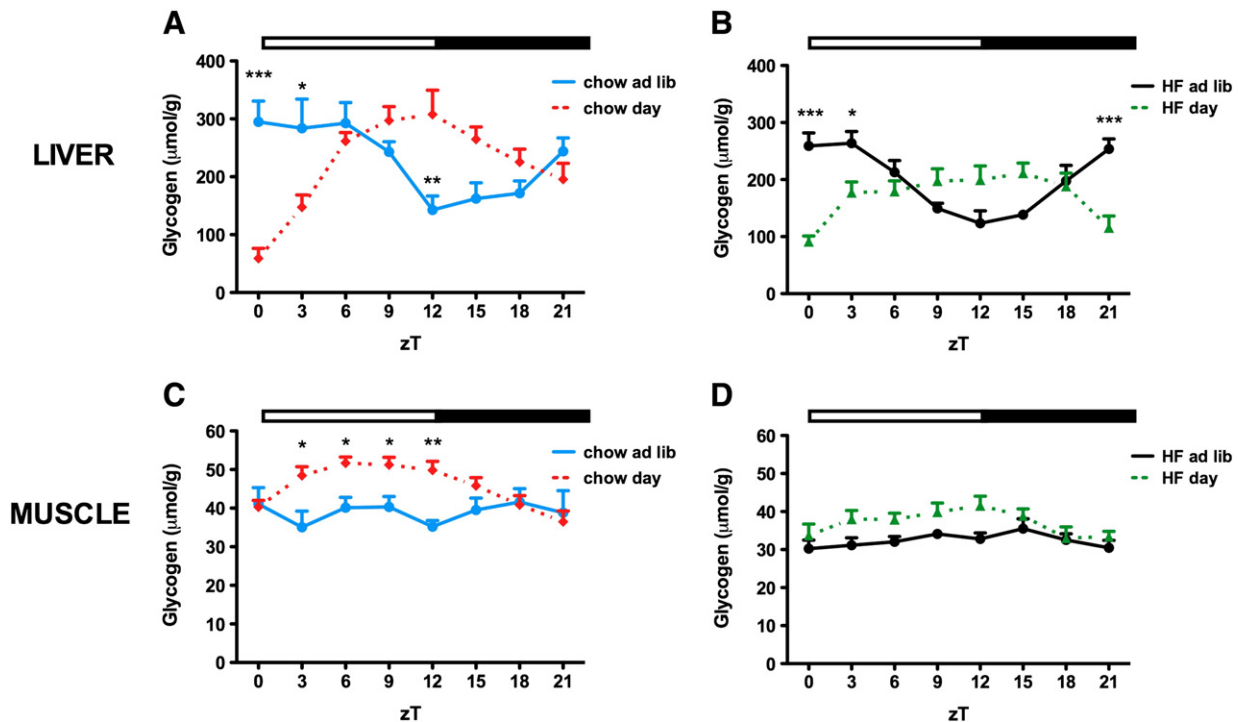 A
***
*
**
chow ad lib
chow day
400
300
200
100
0
Glycogen (µmol/g)
0 3 6 9 12 15 18 21
zT
B
***
*
***
HF ad lib
HF day
400
300
200
100
0
Glycogen (µmol/g)
0 3 6 9 12 15 18 21
zT
LIVER
C
*
*
*
**
chow ad lib
chow day
60
50
40
30
20
10
0
Glycogen (µmol/g)
0 3 6 9 12 15 18 21
zT
D
HF ad lib
HF day
60
50
40
30
20
10
0
Glycogen (µmol/g)
0 3 6 9 12 15 18 21
zT
MUSCLE